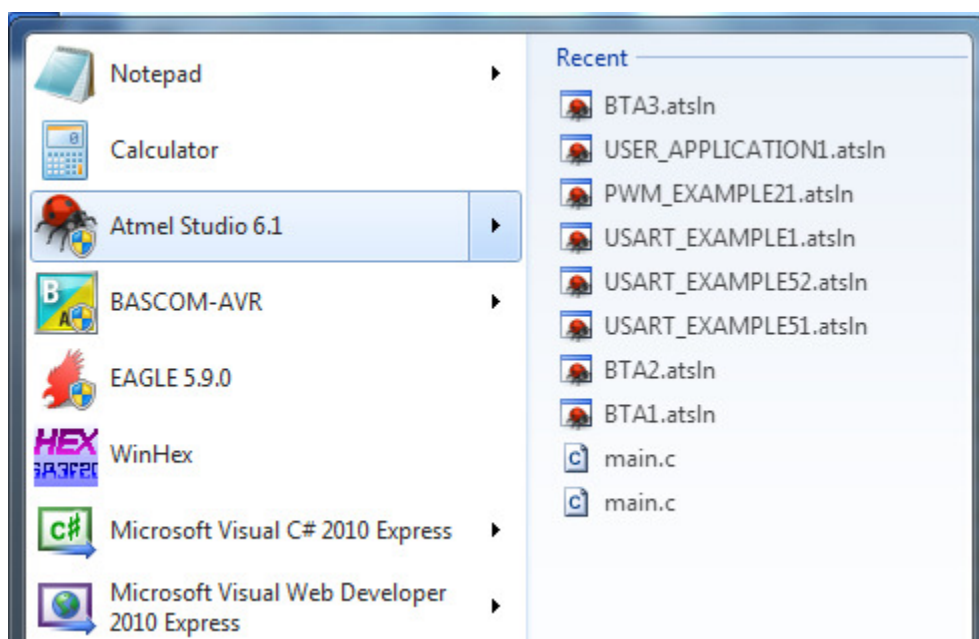 Notepad
Calculator
Atmel Studio 6.1
BASCOM-AVR
EAGLE 5.9.0
HEX
WinHex
C#
Microsoft Visual C# 2010 Express
Microsoft Visual Web Developer
2010 Express
Recent
BTA3.atsln
USER_APPLICATION1.atsln
PWM_EXAMPLE21.atsln
USART_EXAMPLE1.atsln
USART_EXAMPLE52.atsln
USART_EXAMPLE51.atsln
BTA2.atsln
BTA1.atsln
main.c
main.c